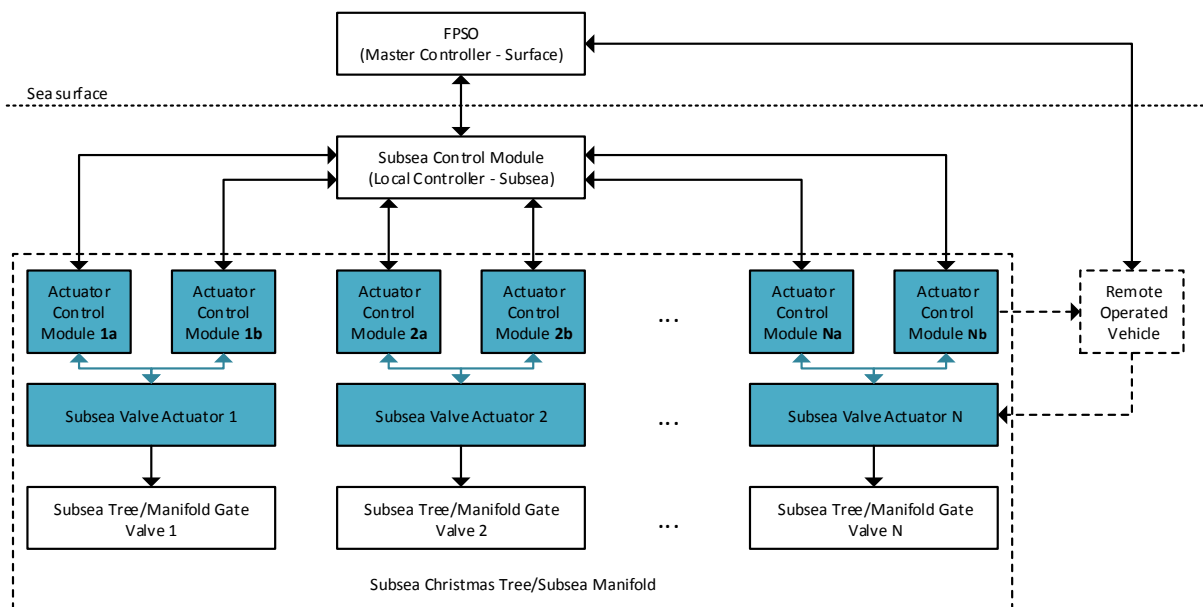 FPSO
(Master Controller - Surface)
Sea surface
Subsea Control Module
(Local Controller - Subsea)
Actuator
Control
Module 1a
Actuator
Control
Module 1b
Actuator
Control
Module 2a
Actuator
Control
Module 2b
...
Actuator
Control
Module Na
Actuator
Control
Module Nb
Remote
Operated
Vehicle
Subsea Valve Actuator 1
Subsea Valve Actuator 2
...
Subsea Valve Actuator N
Subsea Tree/Manifold Gate
Valve 1
Subsea Tree/Manifold Gate
Valve 2
...
Subsea Tree/Manifold Gate
Valve N
Subsea Christmas Tree/Subsea Manifold